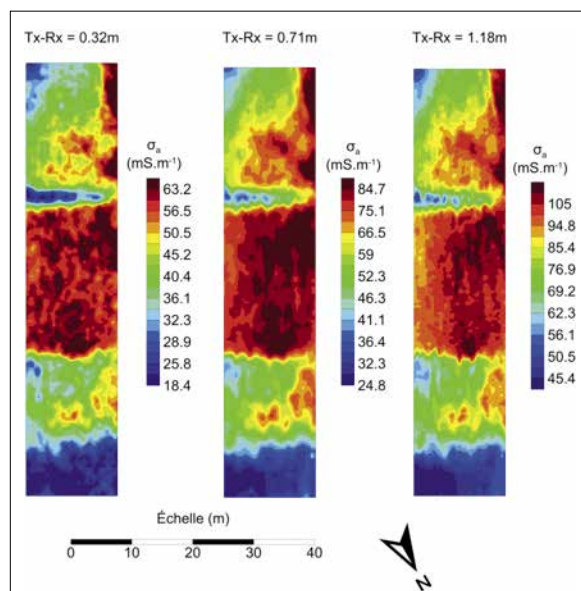 Tx-Rx = 0.32m
Tx-Rx = 0.71m
Tx-Rx = 1.18m
σa
(mS.m⁻¹)
63.2
56.5
50.5
45.2
40.4
36.1
32.3
28.9
25.8
18.4
σa
(mS.m⁻¹)
84.7
75.1
66.5
59
52.3
46.3
41.1
36.4
32.3
24.8
σa
(mS.m⁻¹)
105
94.8
85.4
76.9
69.2
62.3
56.1
50.5
45.4
Échelle (m)
0 10 20 30 40
N